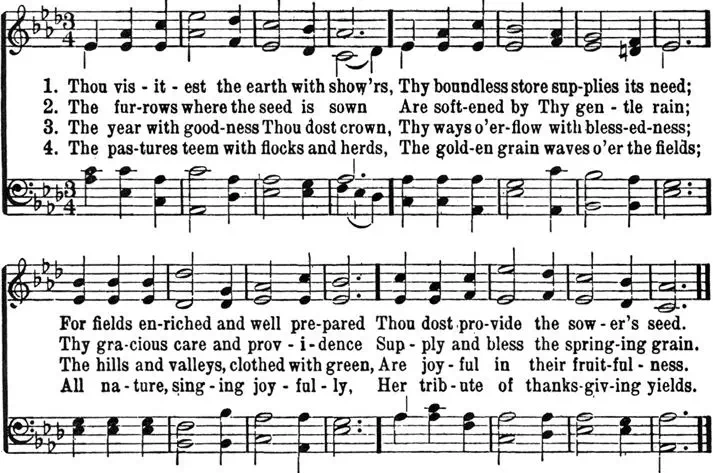 3
4
1. Thou vis - it - est the earth with show'rs, Thy boundless store sup-plies its need;
2. The fur-rows where the seed is sown Are soft-ened by Thy gen - tle rain;
3. The year with good-ness Thou dost crown, Thy ways o'er-flow with bless-ed-ness;
4. The pas-tures teem with flocks and herds, The gold-en grain waves o'er the fields;
3
4
For fields en-riched and well pre-pared Thou dost pro-vide the sow-er's seed.
Thy gra-cious care and prov - i-dence Sup - ply and bless the spring-ing grain.
The hills and valleys, clothed with green, Are joy-ful in their fruit-ful-ness.
All na-ture, sing-ing joy-ful-ly, Her trib-ute of thanks-giv-ing yields.